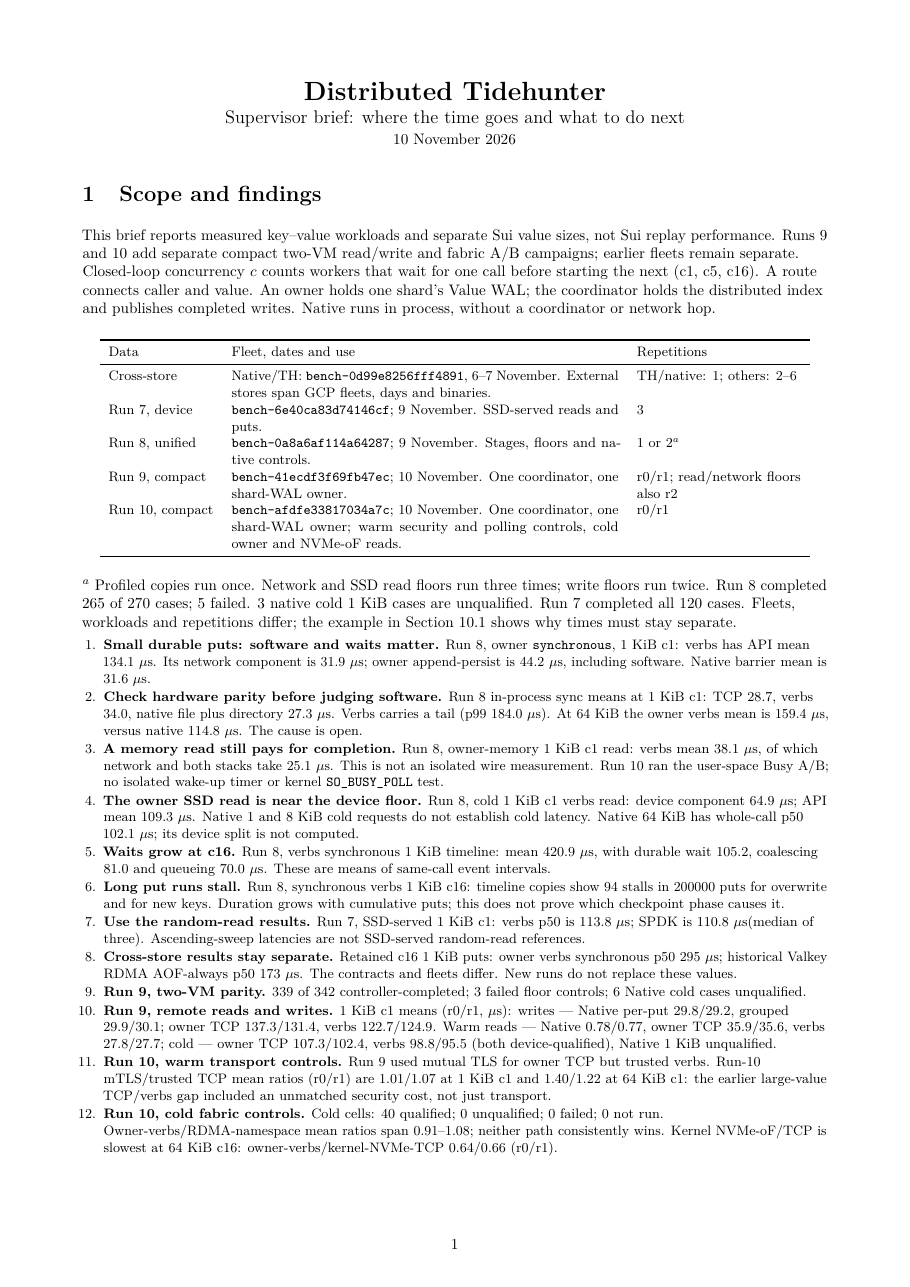 Distributed Tidehunter
Supervisor brief: where the time goes and what to do next
10 November 2026
1 Scope and findings
This brief reports measured key–value workloads and separate Sui value sizes, not Sui replay performance. Runs 9
and 10 add separate compact two-VM read/write and fabric A/B campaigns; earlier fleets remain separate.
Closed-loop concurrency c counts workers that wait for one call before starting the next (c1, c5, c16). A route
connects caller and value. An owner holds one shard's Value WAL; the coordinator holds the distributed index
and publishes completed writes. Native runs in process, without a coordinator or network hop.
Data Fleet, dates and use Repetitions
Cross-store Native/TH: bench-0d99e8256fff4891, 6–7 November. External TH/native: 1; others: 2–6
stores span GCP fleets, days and binaries.
Run 7, device bench-6e40ca83d74146cf; 9 November. SSD-served reads and 3
puts.
Run 8, unified bench-0a8a6af114a64287; 9 November. Stages, floors and na- 1 or 2a
tive controls.
Run 9, compact bench-41ecdf3f69fb47ec; 10 November. One coordinator, one r0/r1; read/network floors
shard-WAL owner. also r2
Run 10, compact bench-afdfe33817034a7c; 10 November. One coordinator, one r0/r1
shard-WAL owner; warm security and polling controls, cold
owner and NVMe-oF reads.
a Profiled copies run once. Network and SSD read floors run three times; write floors run twice. Run 8 completed
265 of 270 cases; 5 failed. 3 native cold 1 KiB cases are unqualified. Run 7 completed all 120 cases. Fleets,
workloads and repetitions differ; the example in Section 10.1 shows why times must stay separate.
1. Small durable puts: software and waits matter. Run 8, owner synchronous, 1 KiB c1: verbs has API mean
134.1 μs. Its network component is 31.9 μs; owner append-persist is 44.2 μs, including software. Native barrier mean is
31.6 μs.
2. Check hardware parity before judging software. Run 8 in-process sync means at 1 KiB c1: TCP 28.7, verbs
34.0, native file plus directory 27.3 μs. Verbs carries a tail (p99 184.0 μs). At 64 KiB the owner verbs mean is 159.4 μs,
versus native 114.8 μs. The cause is open.
3. A memory read still pays for completion. Run 8, owner-memory 1 KiB c1 read: verbs mean 38.1 μs, of which
network and both stacks take 25.1 μs. This is not an isolated wire measurement. Run 10 ran the user-space Busy A/B;
no isolated wake-up timer or kernel SO_BUSY_POLL test.
4. The owner SSD read is near the device floor. Run 8, cold 1 KiB c1 verbs read: device component 64.9 μs; API
mean 109.3 μs. Native 1 and 8 KiB cold requests do not establish cold latency. Native 64 KiB has whole-call p50
102.1 μs; its device split is not computed.
5. Waits grow at c16. Run 8, verbs synchronous 1 KiB timeline: mean 420.9 μs, with durable wait 105.2, coalescing
81.0 and queueing 70.0 μs. These are means of same-call event intervals.
6. Long put runs stall. Run 8, synchronous verbs 1 KiB c16: timeline copies show 94 stalls in 200000 puts for overwrite
and for new keys. Duration grows with cumulative puts; this does not prove which checkpoint phase causes it.
7. Use the random-read results. Run 7, SSD-served 1 KiB c1: verbs p50 is 113.8 μs; SPDK is 110.8 μs(median of
three). Ascending-sweep latencies are not SSD-served random-read references.
8. Cross-store results stay separate. Retained c16 1 KiB puts: owner verbs synchronous p50 295 μs; historical Valkey
RDMA AOF-always p50 173 μs. The contracts and fleets differ. New runs do not replace these values.
9. Run 9, two-VM parity. 339 of 342 controller-completed; 3 failed floor controls; 6 Native cold cases unqualified.
10. Run 9, remote reads and writes. 1 KiB c1 means (r0/r1, μs): writes — Native per-put 29.8/29.2, grouped
29.9/30.1; owner TCP 137.3/131.4, verbs 122.7/124.9. Warm reads — Native 0.78/0.77, owner TCP 35.9/35.6, verbs
27.8/27.7; cold — owner TCP 107.3/102.4, verbs 98.8/95.5 (both device-qualified), Native 1 KiB unqualified.
11. Run 10, warm transport controls. Run 9 used mutual TLS for owner TCP but trusted verbs. Run-10
mTLS/trusted TCP mean ratios (r0/r1) are 1.01/1.07 at 1 KiB c1 and 1.40/1.22 at 64 KiB c1: the earlier large-value
TCP/verbs gap included an unmatched security cost, not just transport.
12. Run 10, cold fabric controls. Cold cells: 40 qualified; 0 unqualified; 0 failed; 0 not run.
Owner-verbs/RDMA-namespace mean ratios span 0.91–1.08; neither path consistently wins. Kernel NVMe-oF/TCP is
slowest at 64 KiB c16: owner-verbs/kernel-NVMe-TCP 0.64/0.66 (r0/r1).
1